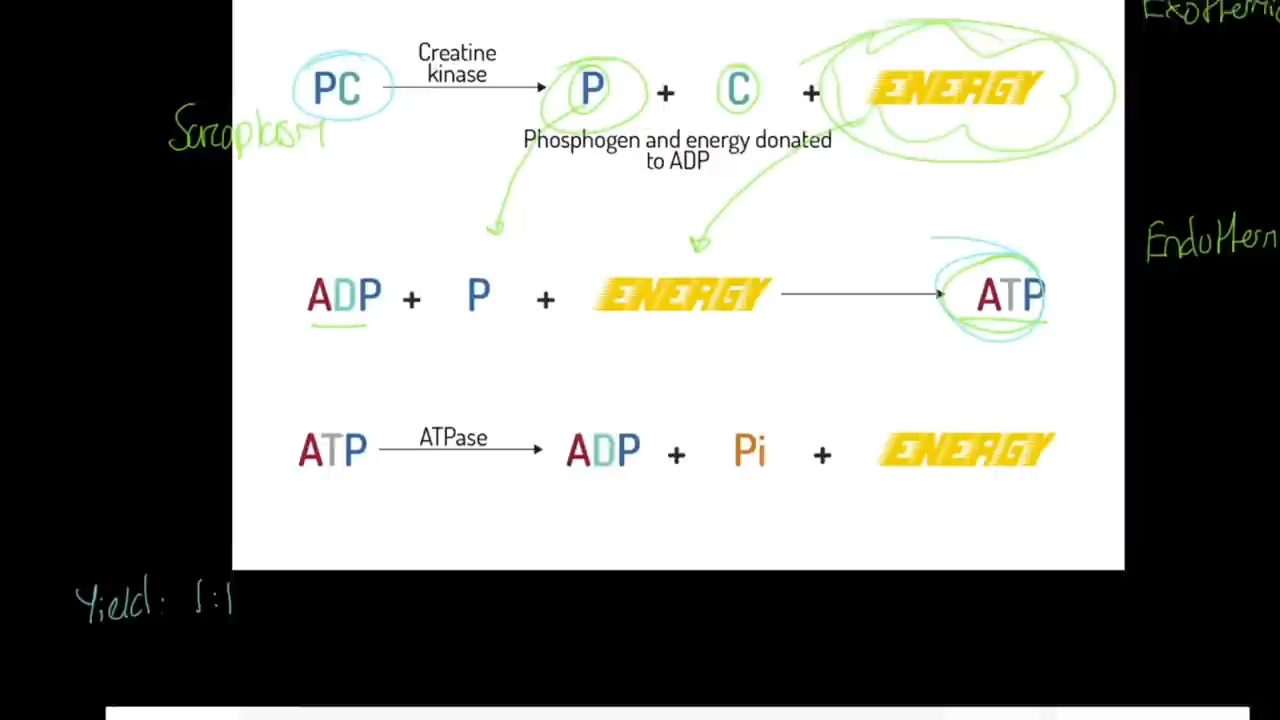 Exothermic
Creatine
kinase
PC P + C + ENERGY
Sarcoplasm
Phosphogen and energy donated
to ADP
Endotherm
ADP + P + ENERGY ATP
ATP ATPase ADP + Pi + ENERGY
Yield: 1:1